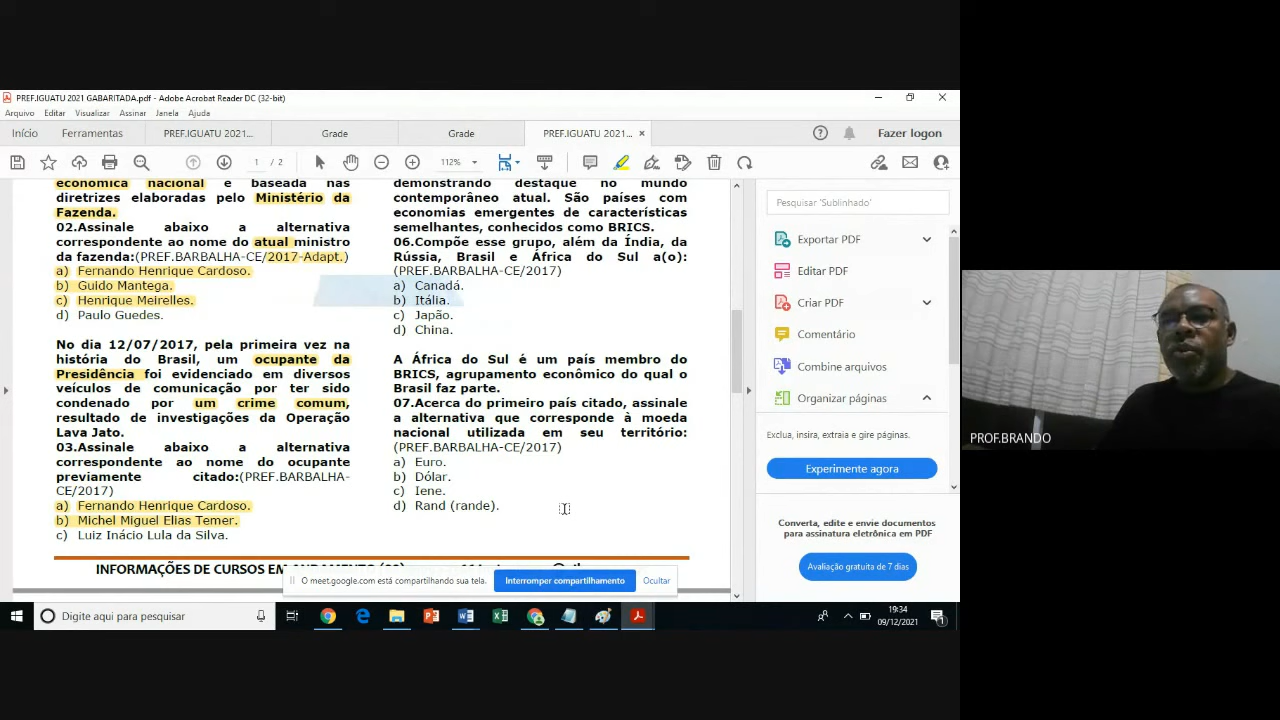 PREF.IGUATU 2021 GABARITADA.pdf - Adobe Acrobat Reader DC (32-bit)
Arquivo Editar Visualizar Assinar Janela Ajuda
Início Ferramentas PREF.IGUATU 2021... Grade Grade PREF.IGUATU 2021... × Fazer logon
1 / 2 112%
econômica nacional e baseada nas
diretrizes elaboradas pelo Ministério da
Fazenda.
02.Assinale abaixo a alternativa
correspondente ao nome do atual ministro
da fazenda:(PREF.BARBALHA-CE/2017-Adapt.)
a) Fernando Henrique Cardoso.
b) Guido Mantega.
c) Henrique Meirelles.
d) Paulo Guedes.
No dia 12/07/2017, pela primeira vez na
história do Brasil, um ocupante da
Presidência foi evidenciado em diversos
veículos de comunicação por ter sido
condenado por um crime comum,
resultado de investigações da Operação
Lava Jato.
03.Assinale abaixo a alternativa
correspondente ao nome do ocupante
previamente citado:(PREF.BARBALHA-
CE/2017)
a) Fernando Henrique Cardoso.
b) Michel Miguel Elias Temer.
c) Luiz Inácio Lula da Silva.
demonstrando destaque no mundo
contemporâneo atual. São países com
economias emergentes de características
semelhantes, conhecidos como BRICS.
06.Compõe esse grupo, além da Índia, da
Rússia, Brasil e África do Sul a(o):
(PREF.BARBALHA-CE/2017)
a) Canadá.
b) Itália.
c) Japão.
d) China.
A África do Sul é um país membro do
BRICS, agrupamento econômico do qual o
Brasil faz parte.
07.Acerca do primeiro país citado, assinale
a alternativa que corresponde à moeda
nacional utilizada em seu território:
(PREF.BARBALHA-CE/2017)
a) Euro.
b) Dólar.
c) Iene.
d) Rand (rande).
INFORMAÇÕES DE CURSOS EM
O meet.google.com está compartilhando sua tela. Interromper compartilhamento Ocultar
Pesquisar 'Sublinhado'
Exportar PDF
Editar PDF
Criar PDF
Comentário
Combine arquivos
Organizar páginas
Exclua, insira, extraia e gire páginas.
Experimente agora
Converta, edite e envie documentos
para assinatura eletrônica em PDF
Avaliação gratuita de 7 dias
PROF.BRANDO
Digite aqui para pesquisar
19:34
09/12/2021
1